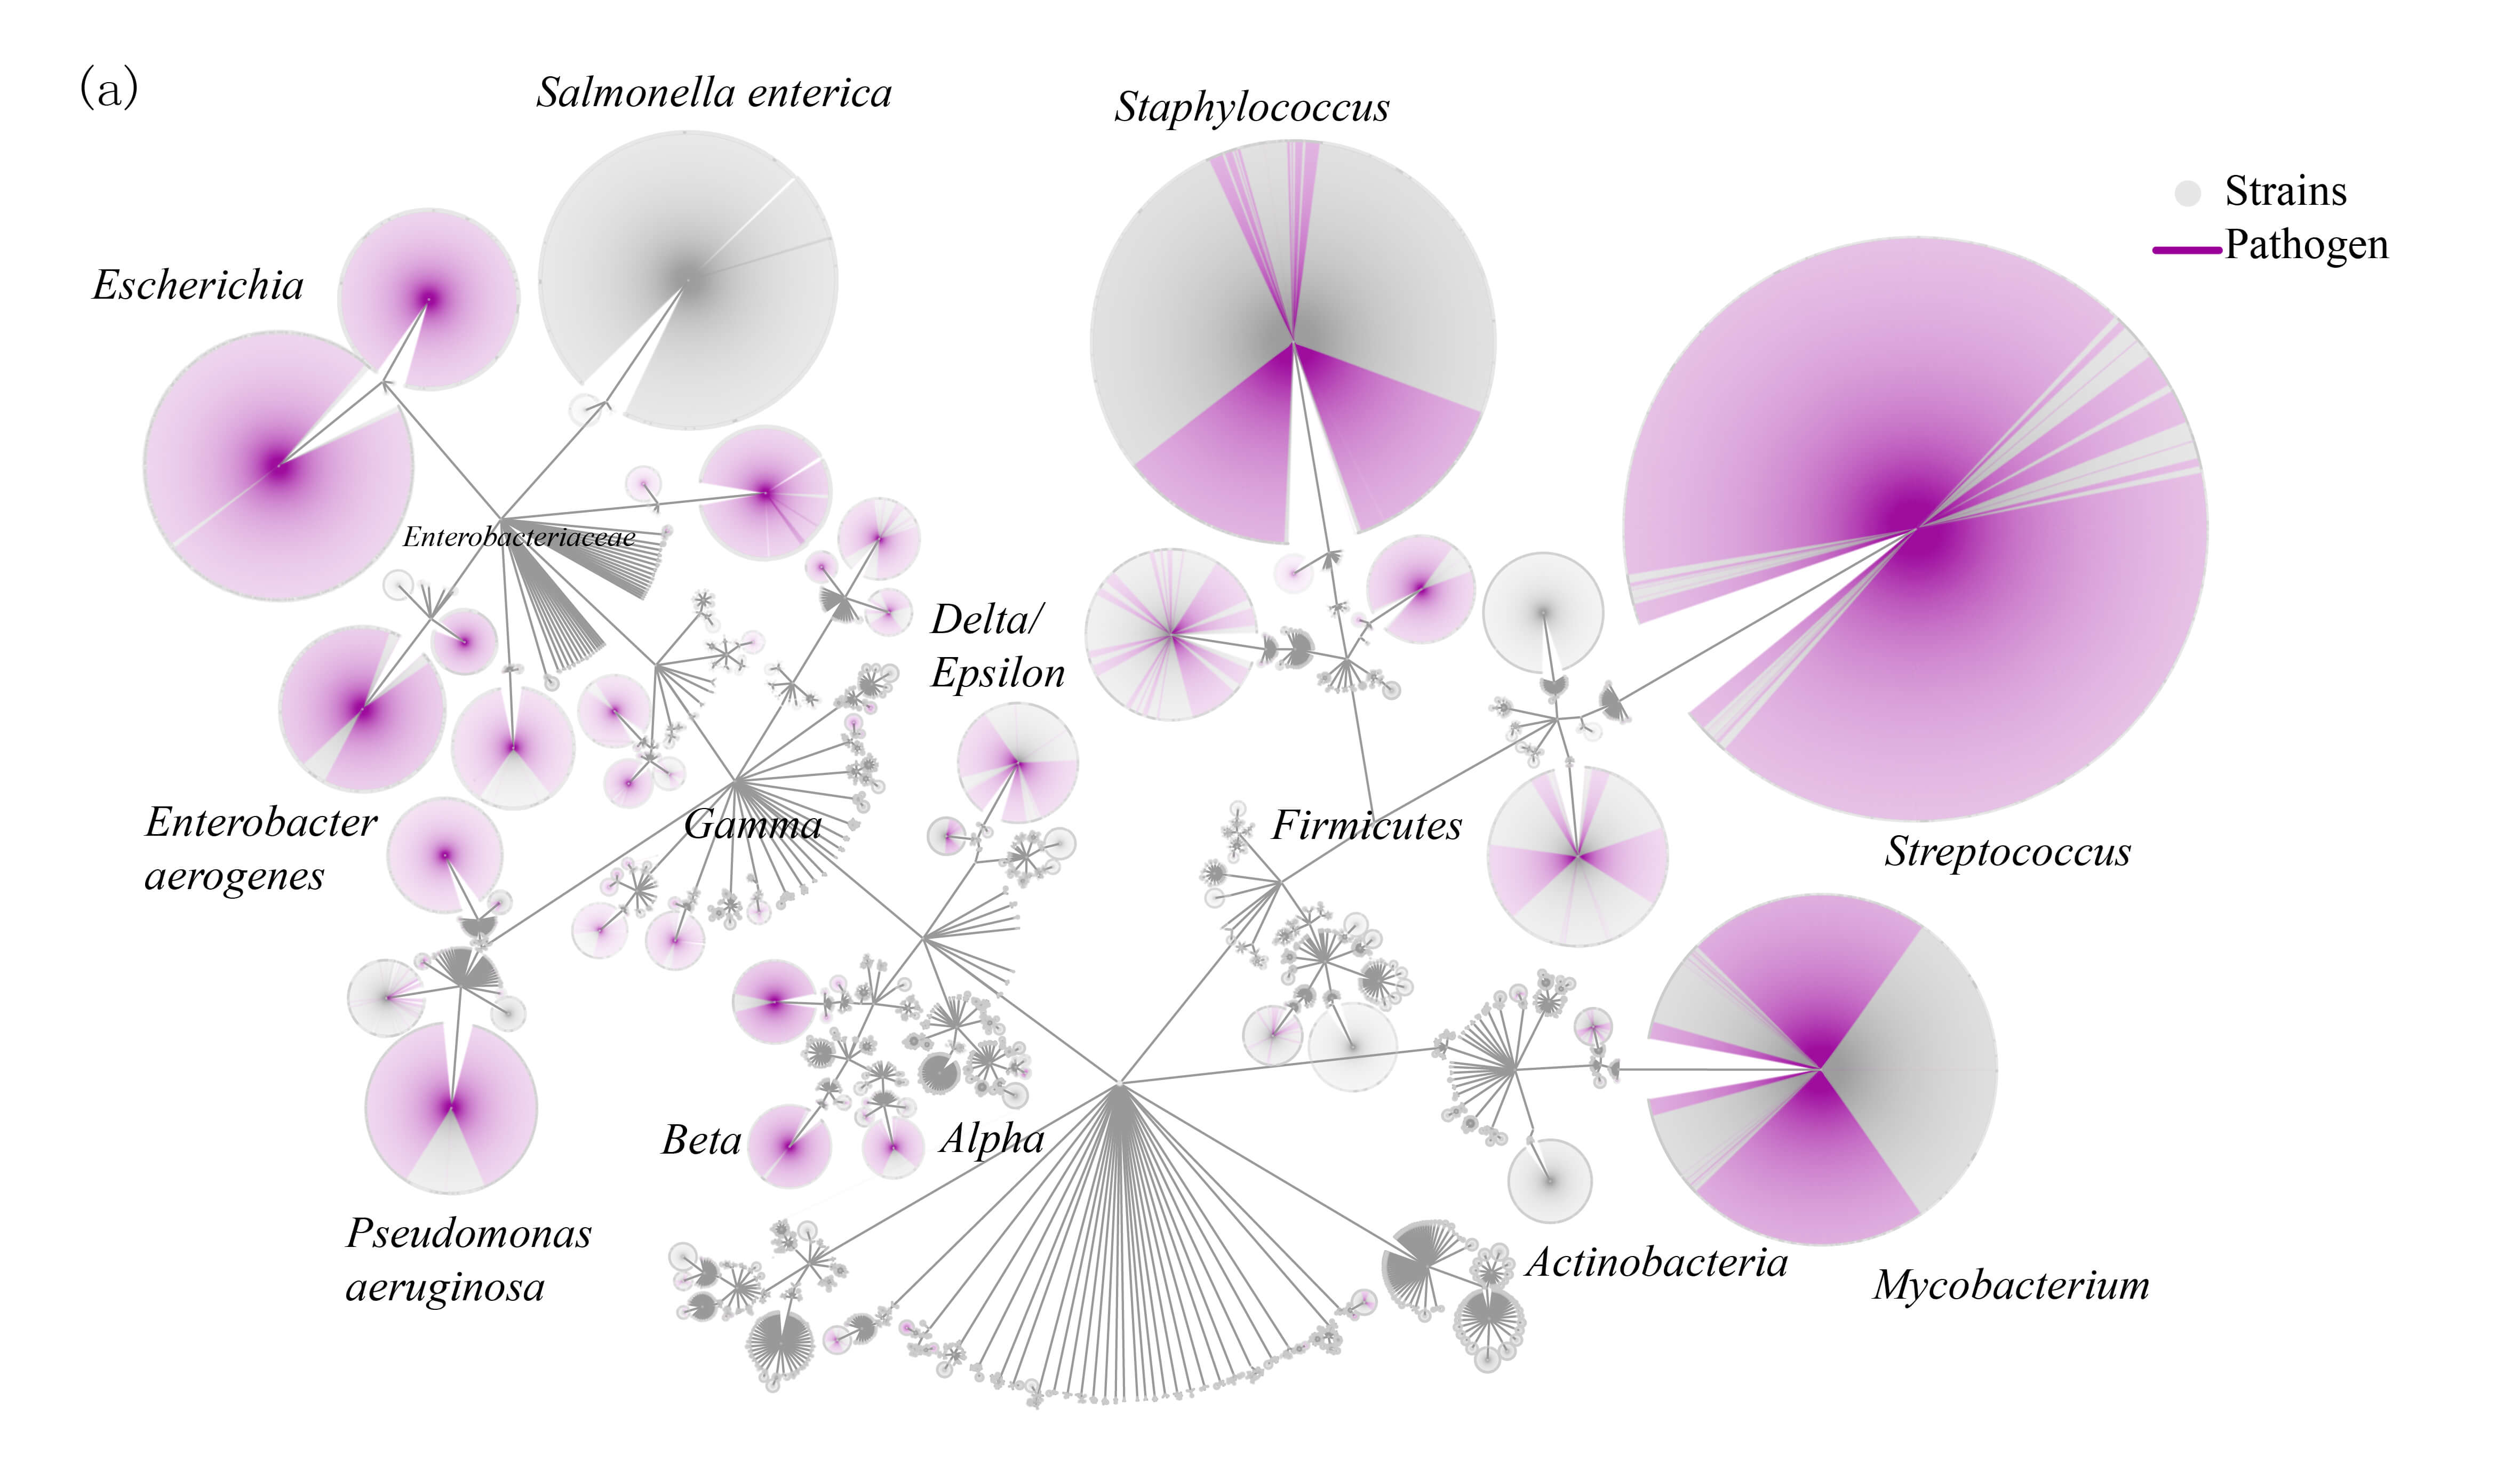 (a)
Salmonella enterica
Staphylococcus
Strains
Pathogen
Escherichia
Enterobacteriaceae
Delta/
Epsilon
Enterobacter
aerogenes
Gamma
Firmicutes
Streptococcus
Beta
Alpha
Pseudomonas
aeruginosa
Actinobacteria
Mycobacterium